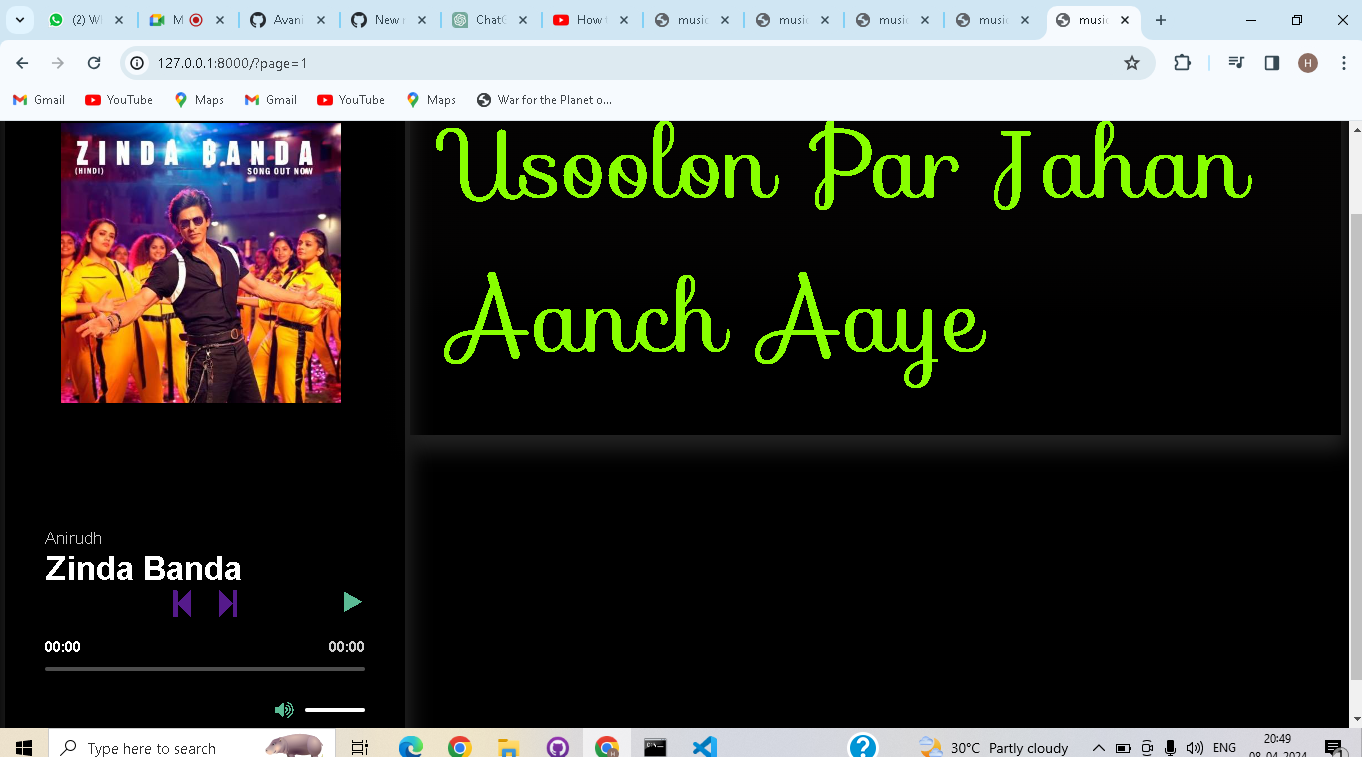 (2) W
M
Avani
New r
Chat
How t
music
music
music
music
music
127.0.0.1:8000/?page=1
H
Gmail YouTube Maps Gmail YouTube Maps War for the Planet o...
ZINDA BANDA
(HINDI) SONG OUT NOW
Usoolon Par Jahan
Aanch Aaye
Anirudh
Zinda Banda
00:00 00:00
Type here to search
30°C Partly cloudy
ENG
20:49
08-04-2024